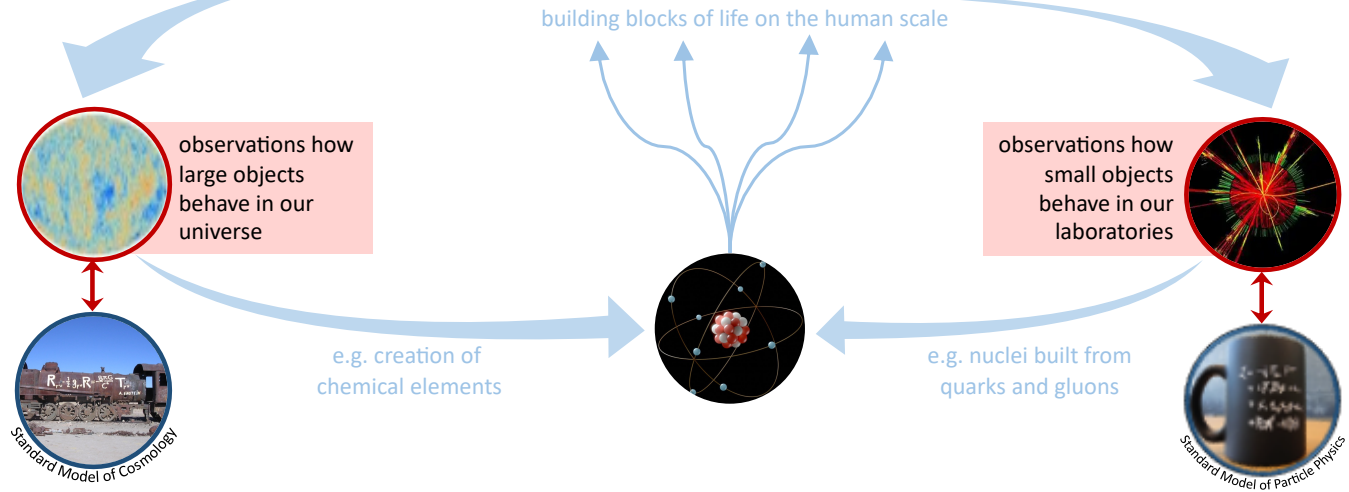 building blocks of life on the human scale
observations how
large objects
behave in our
universe
observations how
small objects
behave in our
laboratories
e.g. creation of
chemical elements
e.g. nuclei built from
quarks and gluons
Standard Model of Cosmology
Standard Model of Particle Physics